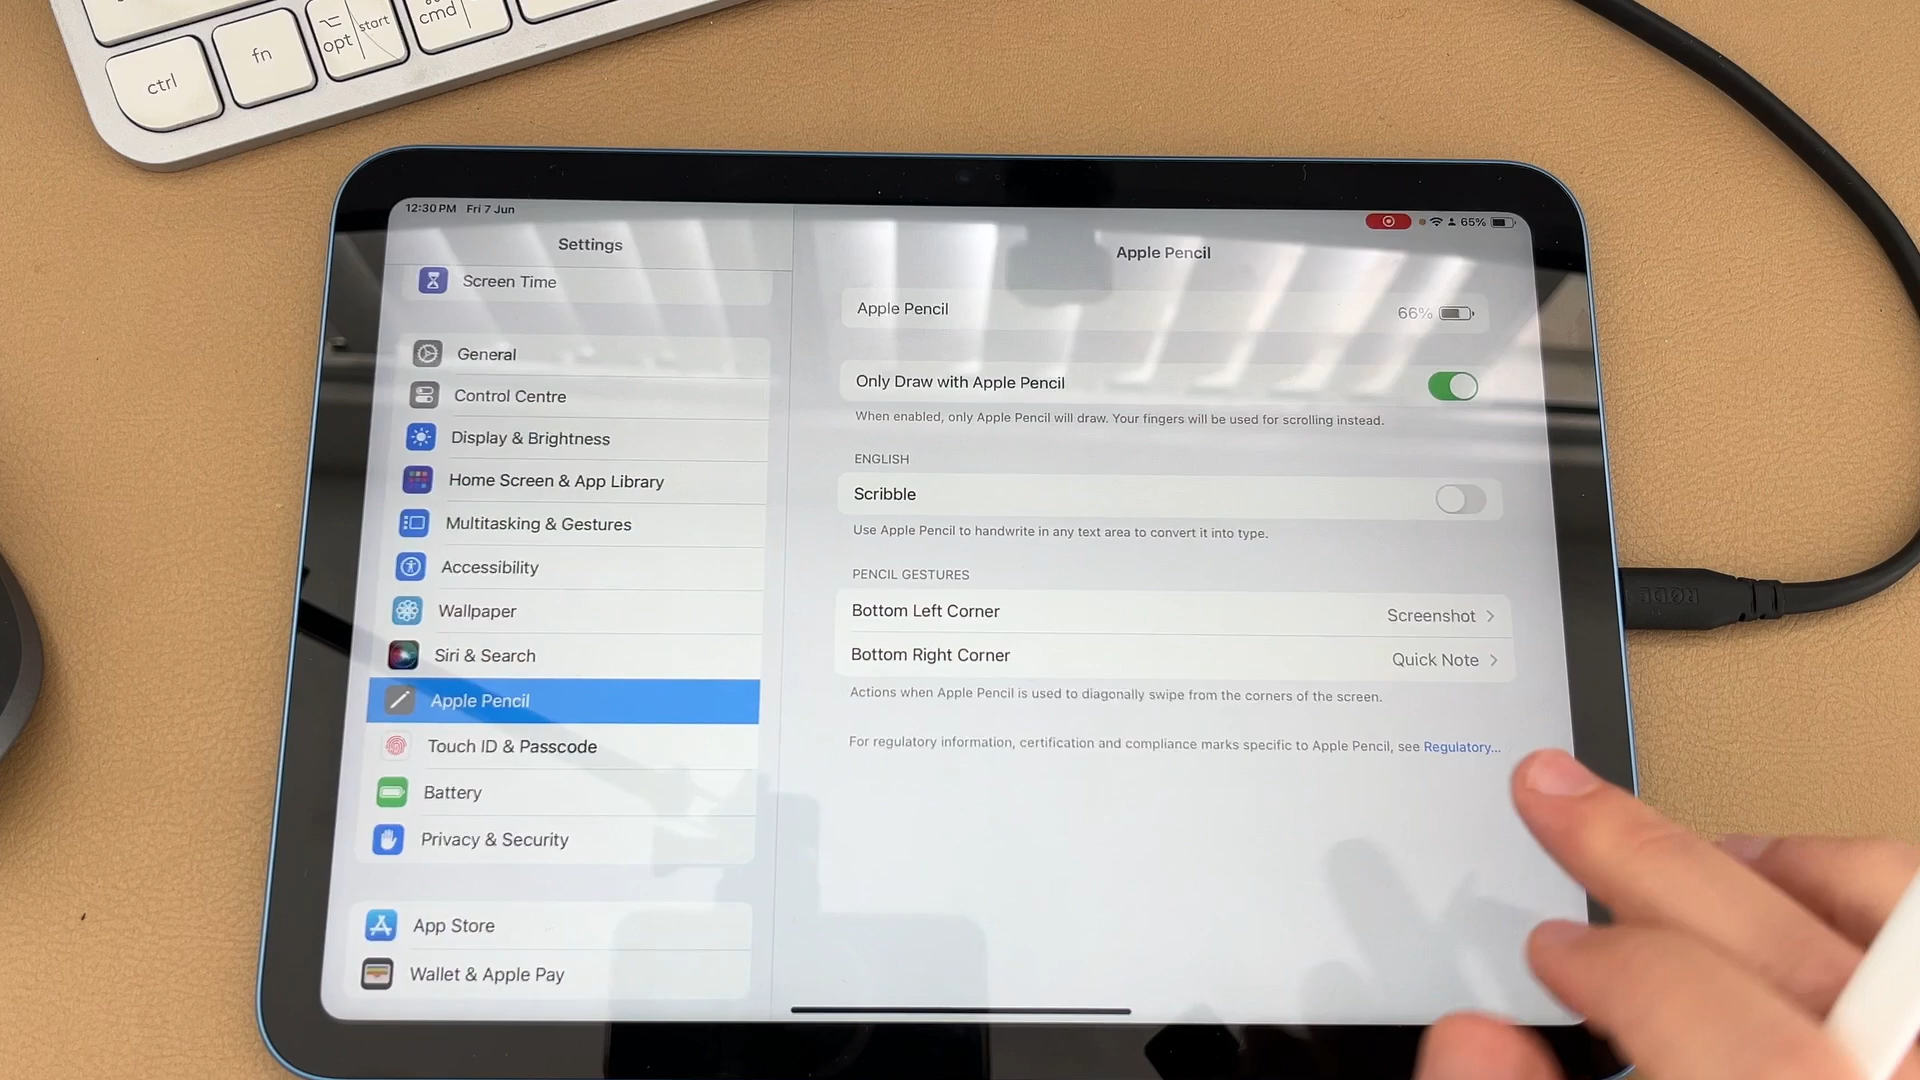 ctrl
fn
opt
start
cmd
12:30 PM Fri 7 Jun
65%
Settings
Screen Time
General
Control Centre
Display & Brightness
Home Screen & App Library
Multitasking & Gestures
Accessibility
Wallpaper
Siri & Search
Apple Pencil
Touch ID & Passcode
Battery
Privacy & Security
App Store
Wallet & Apple Pay
Apple Pencil
Apple Pencil 66%
Only Draw with Apple Pencil
When enabled, only Apple Pencil will draw. Your fingers will be used for scrolling instead.
ENGLISH
Scribble
Use Apple Pencil to handwrite in any text area to convert it into type.
PENCIL GESTURES
Bottom Left Corner Screenshot
Bottom Right Corner Quick Note
Actions when Apple Pencil is used to diagonally swipe from the corners of the screen.
For regulatory information, certification and compliance marks specific to Apple Pencil, see Regulatory...
RØDE